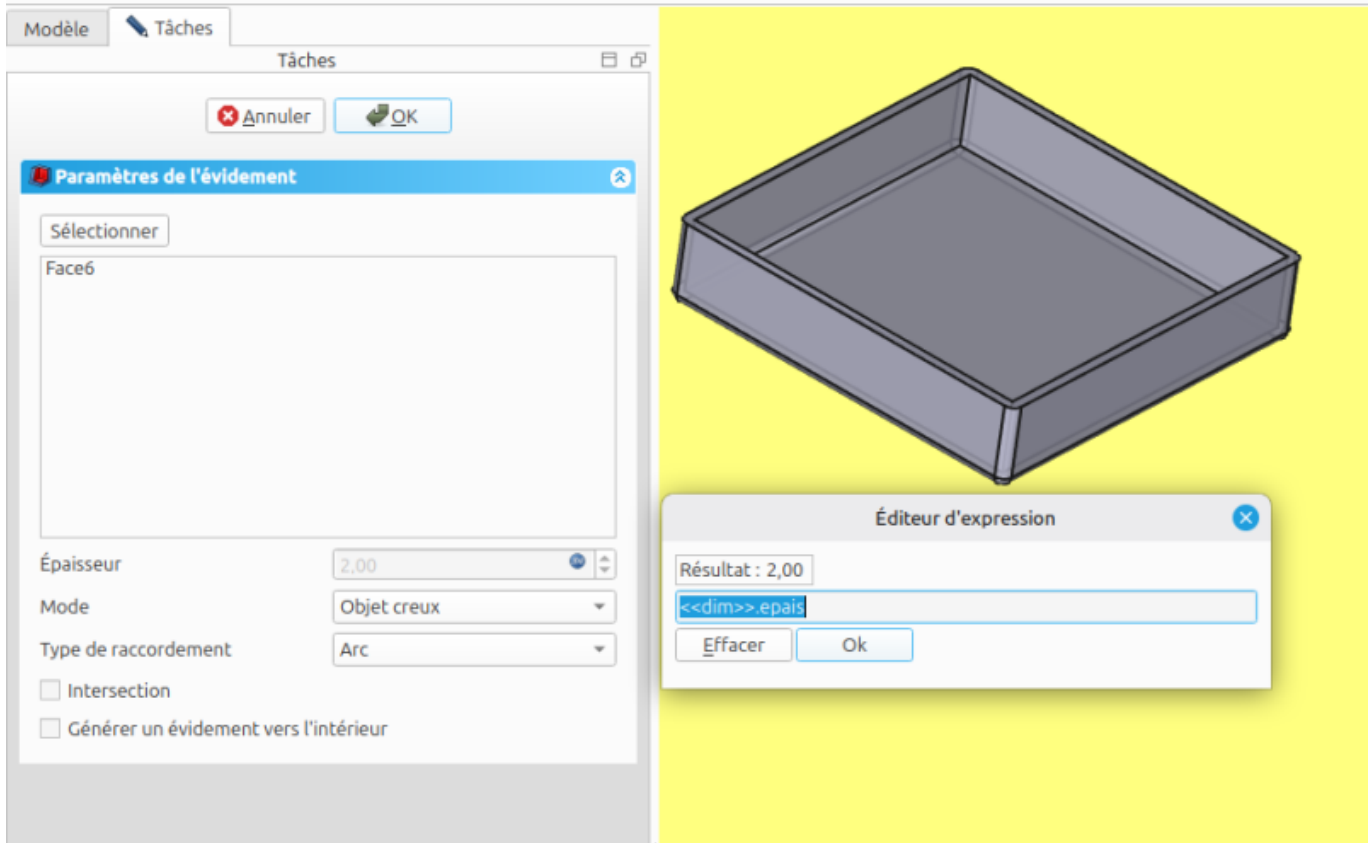 Modèle
Tâches
Tâches
Annuler
OK
Paramètres de l'évidement
Sélectionner
Face6
Épaisseur
2,00
Mode
Objet creux
Type de raccordement
Arc
Intersection
Générer un évidement vers l'intérieur
Éditeur d'expression
Résultat : 2,00
<<dim>>.epais
Effacer
Ok